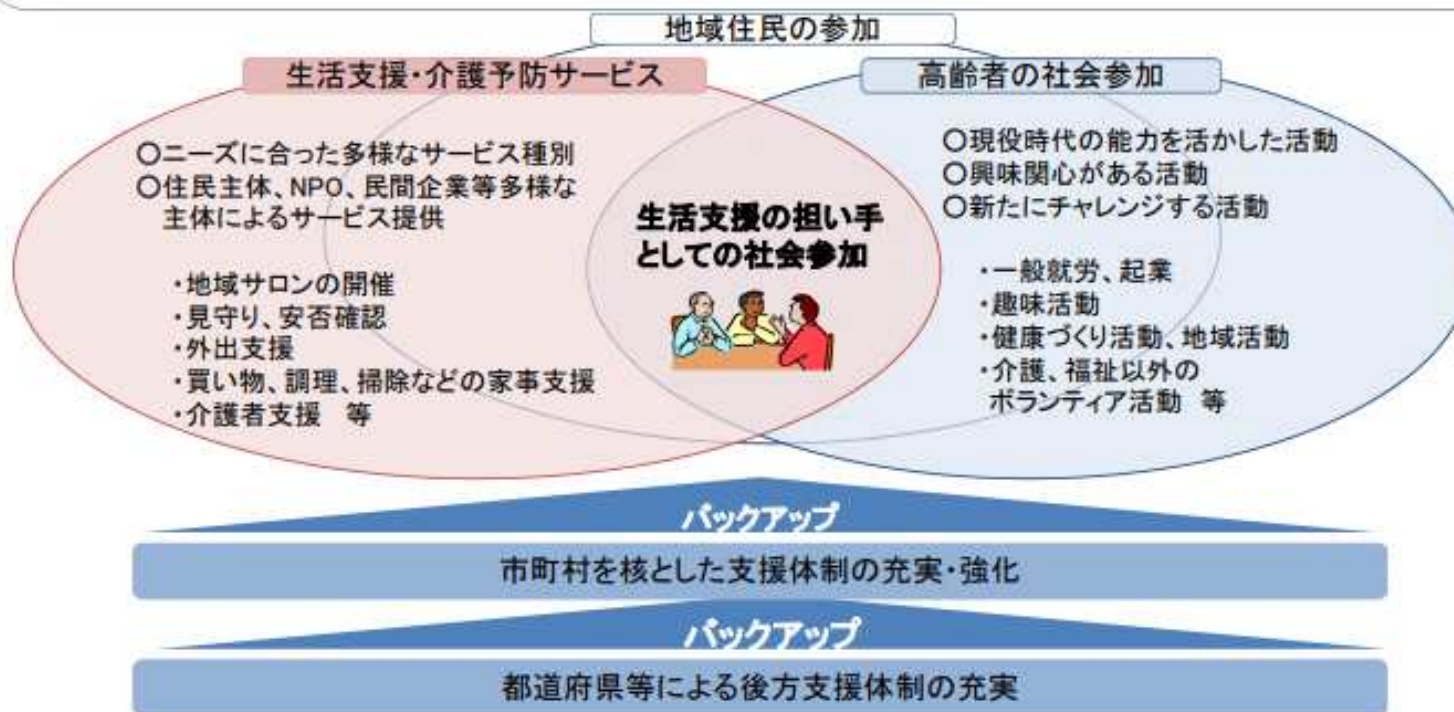 地域住民の参加
生活支援・介護予防サービス
〇ニーズに合った多様なサービス種別
〇住民主体、NPO、民間企業等多様な
主体によるサービス提供
・地域サロンの開催
・見守り、安否確認
・外出支援
・買い物、調理、掃除などの家事支援
・介護者支援　等
生活支援の担い手
としての社会参加
高齢者の社会参加
〇現役時代の能力を活かした活動
〇興味関心がある活動
〇新たにチャレンジする活動
・一般就労、起業
・趣味活動
・健康づくり活動、地域活動
・介護、福祉以外の
ボランティア活動　等
バックアップ
市町村を核とした支援体制の充実・強化
バックアップ
都道府県等による後方支援体制の充実